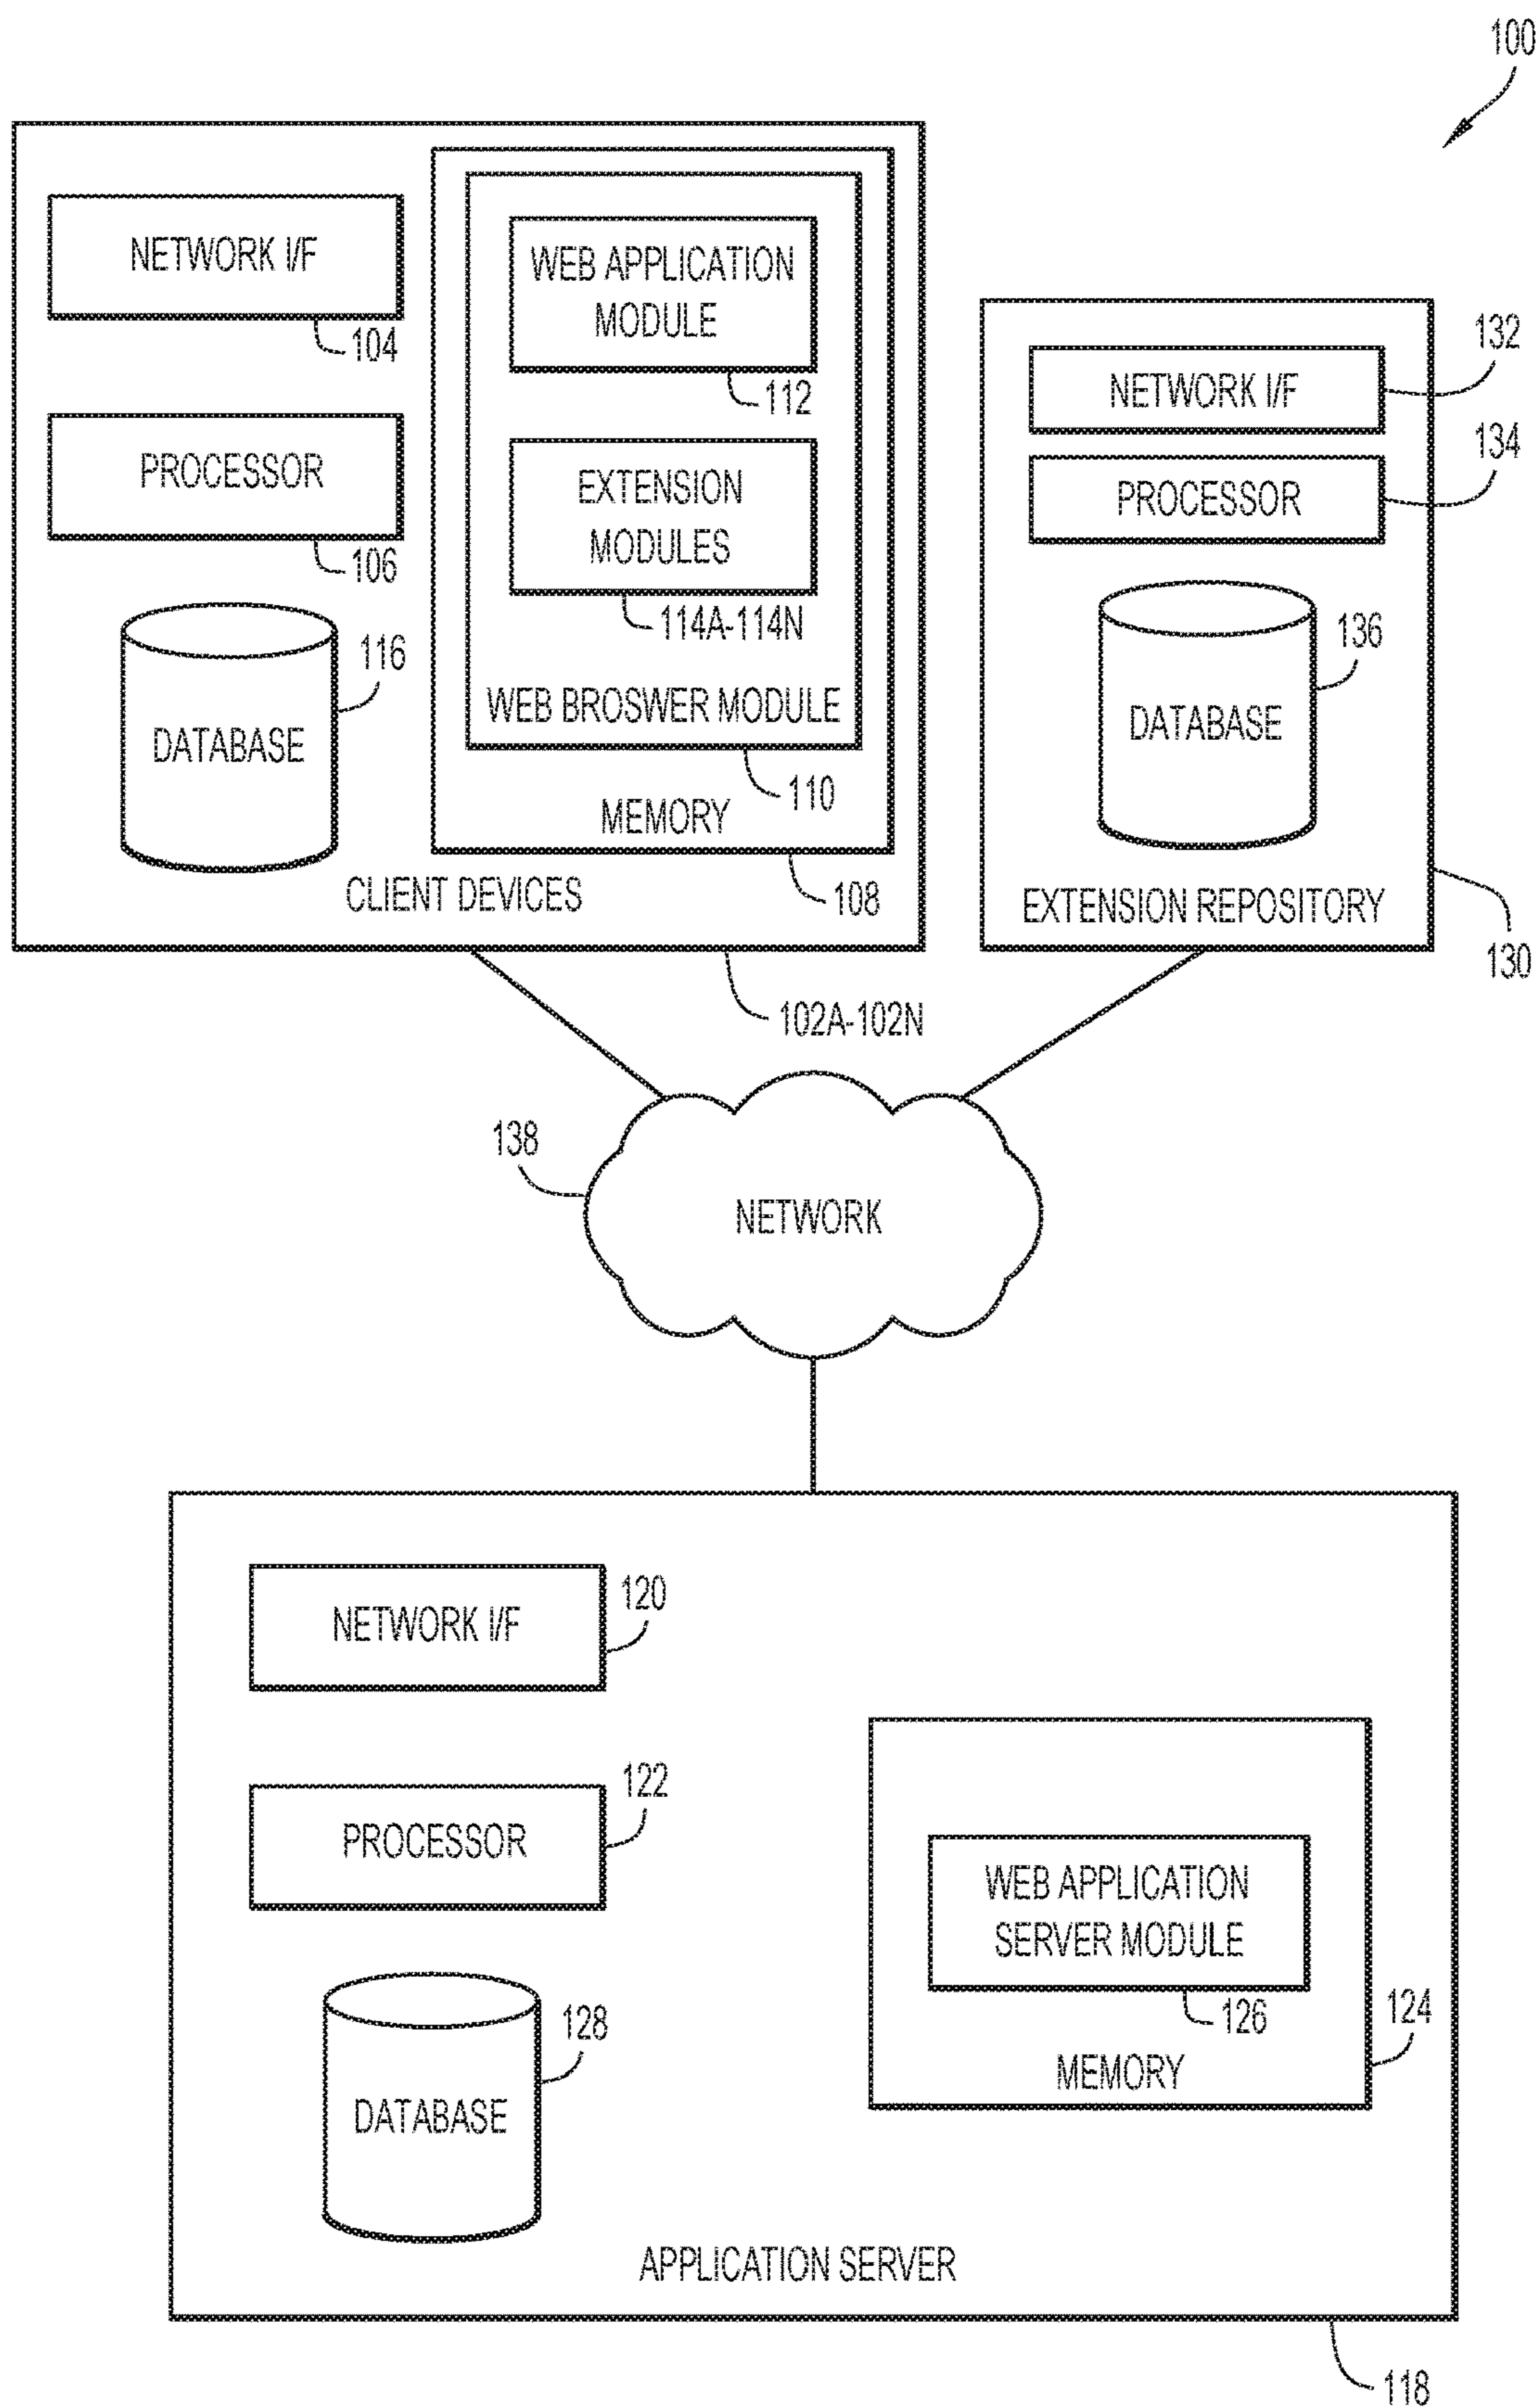 100
NETWORK I/F
104
PROCESSOR
106
116
DATABASE
WEB APPLICATION
MODULE
112
EXTENSION
MODULES
114A-114N
WEB BROSWER MODULE
110
MEMORY
108
CLIENT DEVICES
102A-102N
NETWORK I/F
132
PROCESSOR
134
DATABASE
136
EXTENSION REPOSITORY
130
138
NETWORK
NETWORK I/F
120
PROCESSOR
122
DATABASE
128
WEB APPLICATION
SERVER MODULE
126
MEMORY
124
APPLICATION SERVER
118